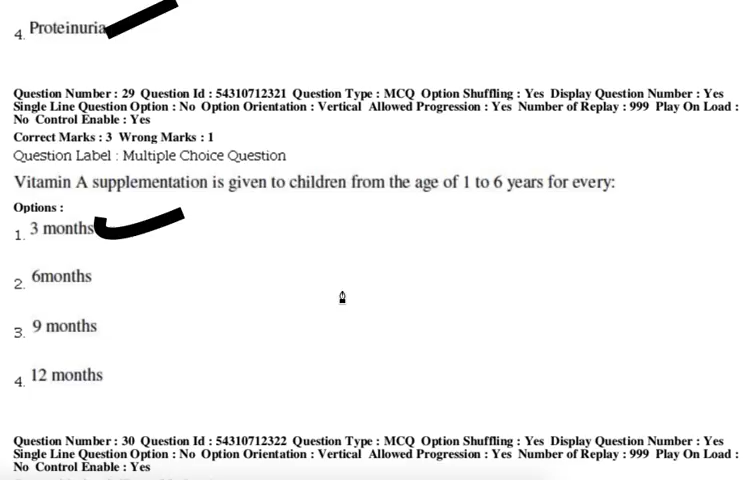 4. Proteinuria
Question Number : 29 Question Id : 54310712321 Question Type : MCQ Option Shuffling : Yes Display Question Number : Yes
Single Line Question Option : No Option Orientation : Vertical Allowed Progression : Yes Number of Replay : 999 Play On Load :
No Control Enable : Yes
Correct Marks : 3 Wrong Marks : 1
Question Label : Multiple Choice Question
Vitamin A supplementation is given to children from the age of 1 to 6 years for every:
Options :
1. 3 months
2. 6months
3. 9 months
4. 12 months
Question Number : 30 Question Id : 54310712322 Question Type : MCQ Option Shuffling : Yes Display Question Number : Yes
Single Line Question Option : No Option Orientation : Vertical Allowed Progression : Yes Number of Replay : 999 Play On Load :
No Control Enable : Yes